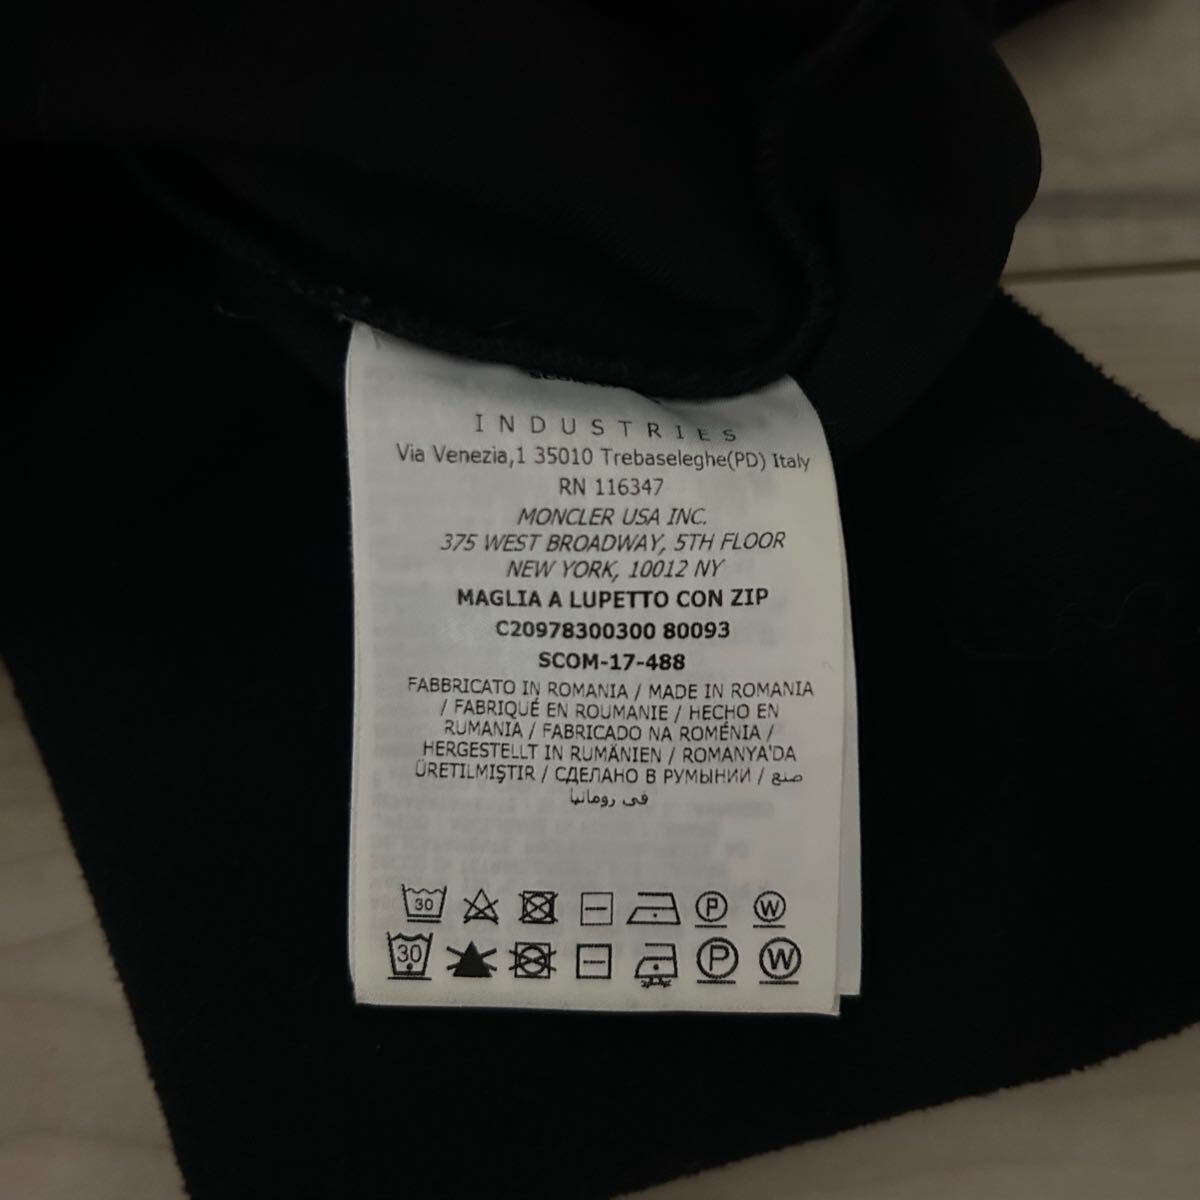 INDUSTRIES
Via Venezia,1 35010 Trebaseleghe(PD) Italy
RN 116347
MONCLER USA INC.
375 WEST BROADWAY, 5TH FLOOR
NEW YORK, 10012 NY
MAGLIA A LUPETTO CON ZIP
C20978300300 80093
SCOM-17-488
FABBRICATO IN ROMANIA / MADE IN ROMANIA
/ FABRIQUÉ EN ROUMANIE / HECHO EN
RUMANIA / FABRICADO NA ROMÉNIA /
HERGESTELLT IN RUMÄNIEN / ROMANYA'DA
ÜRETILMIŞTIR / СДЕЛАНО В РУМЫНИИ / صنع
في رومانيا
30 P W
30 P W